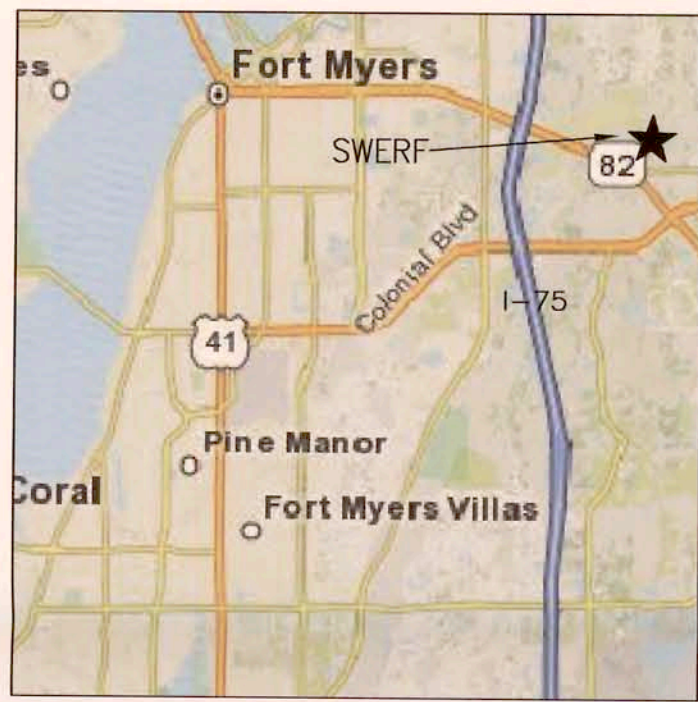 es
Fort Myers
SWERF
82
Colonial Blvd
I-75
41
Pine Manor
Coral
Fort Myers Villas